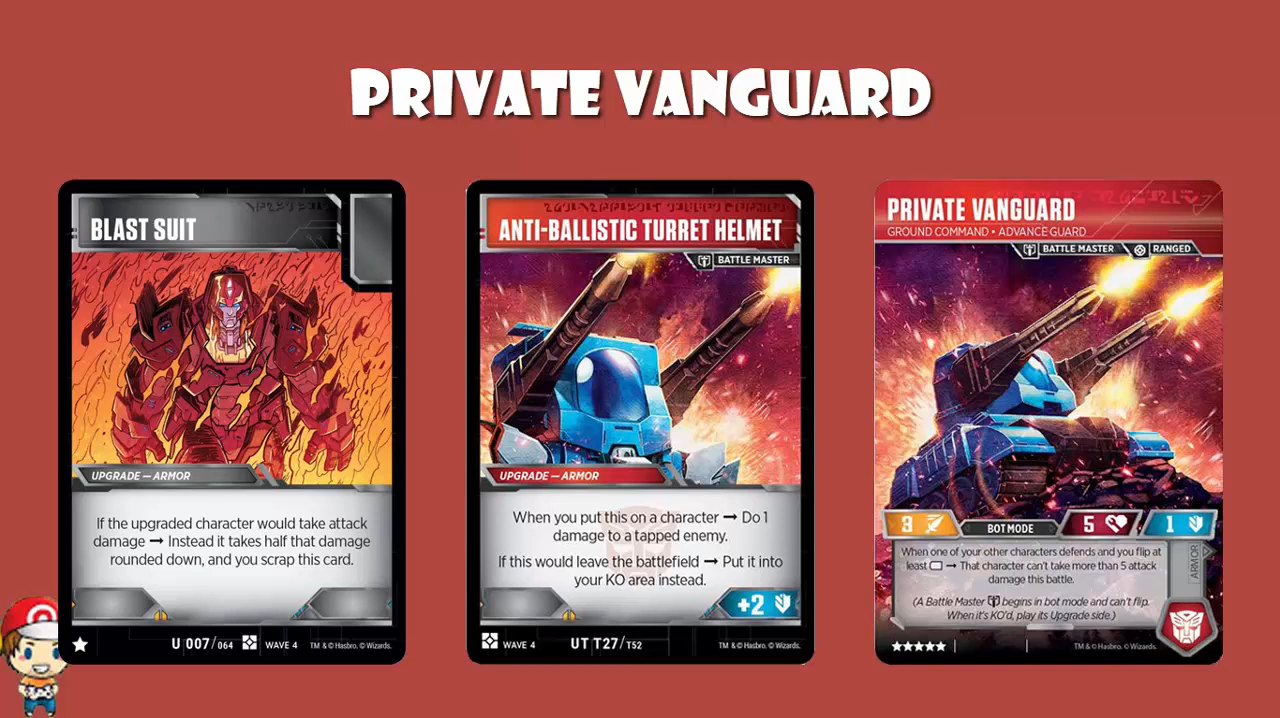 PRIVATE VANGUARD
BLAST SUIT
UPGRADE — ARMOR
If the upgraded character would take attack
damage → Instead it takes half that damage
rounded down, and you scrap this card.
U 007/064 WAVE 4 TM & © Hasbro. © Wizards.
ANTI-BALLISTIC TURRET HELMET
BATTLE MASTER
UPGRADE — ARMOR
When you put this on a character → Do 1
damage to a tapped enemy.
If this would leave the battlefield → Put it into
your KO area instead.
+2
WAVE 4 UT T27/T52 TM & © Hasbro. © Wizards.
PRIVATE VANGUARD
GROUND COMMAND • ADVANCE GUARD
BATTLE MASTER RANGED
3 BOT MODE 5 1
When one of your other characters defends and you flip at
least → That character can't take more than 5 attack
damage this battle.
(A Battle Master begins in bot mode and can't flip.
When it's KO'd, play its Upgrade side.)
ARMOR
TM & © Hasbro. © Wizards.